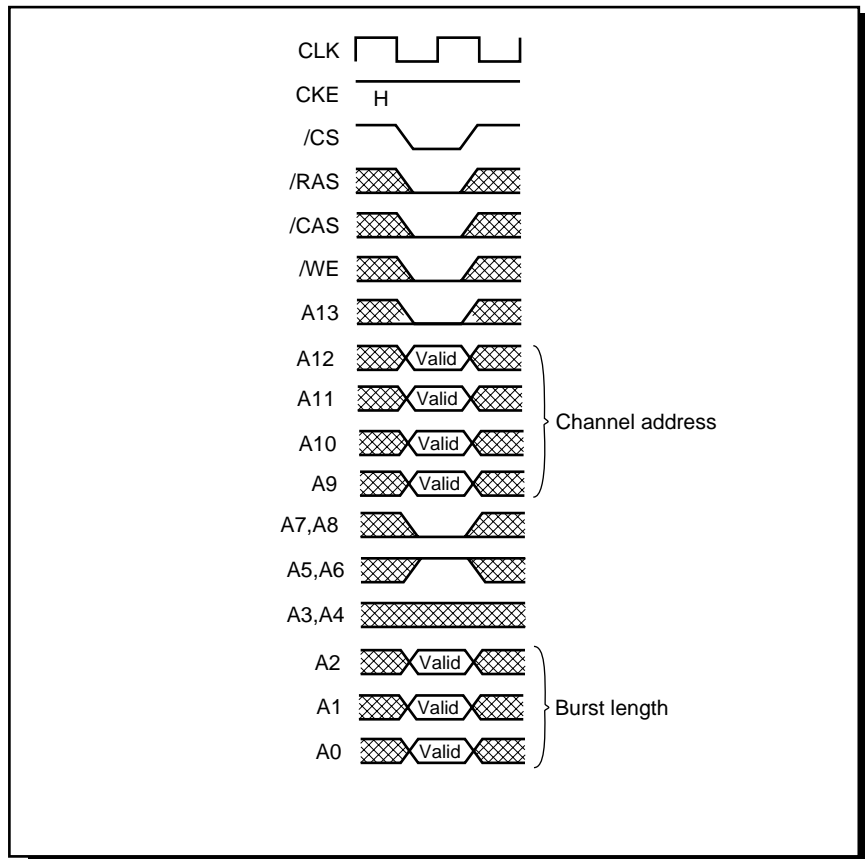 CLK
CKE H
/CS
/RAS
/CAS
/WE
A13
A12 Valid
A11 Valid
Channel address
A10 Valid
A9 Valid
A7,A8
A5,A6
A3,A4
A2 Valid
A1 Valid Burst length
A0 Valid